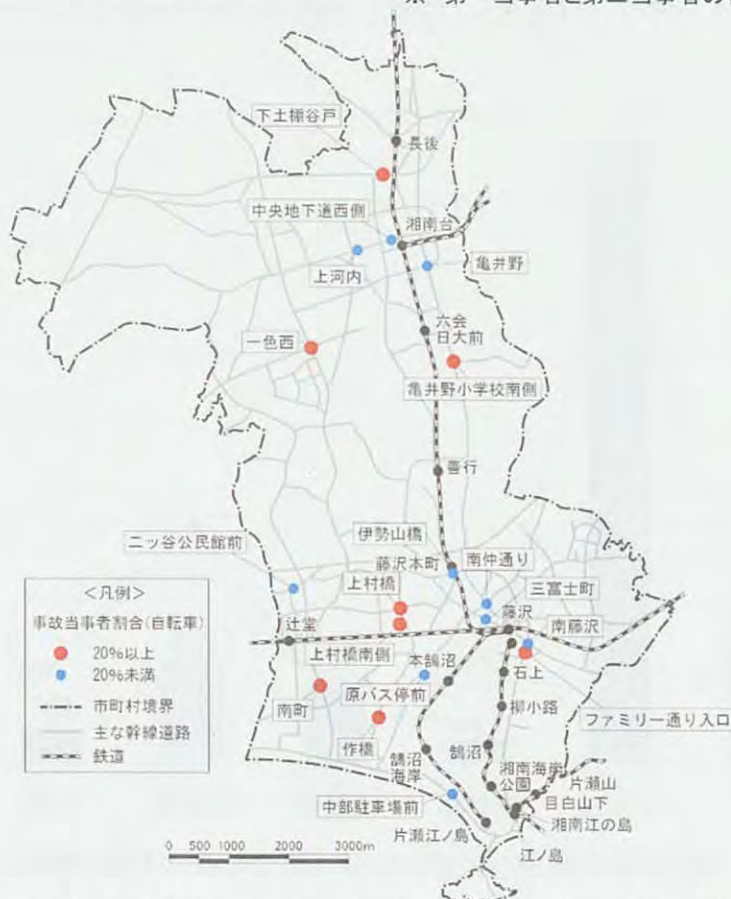 下土棚谷戸
長後
中央地下道西側
湘南台
上河内
亀井野
六会
日大前
一色西
亀井野小学校南側
善行
伊勢山橋
二ッ谷公民館前
藤沢本町
南仲通り
上村橋
三富士町
<凡例>
事故当事者割合(自転車)
20%以上
20%未満
市町村境界
主な幹線道路
鉄道
辻堂
藤沢
南藤沢
上村橋南側
本鵠沼
石上
原バス停前
南町
柳小路
ファミリー通り入口
作橋
鵠沼
鵠沼
海岸
湘南海岸
公園
片瀬山
目白山下
中部駐車場前
湘南江の島
片瀬江ノ島
江ノ島
0 500 1000 2000 3000m